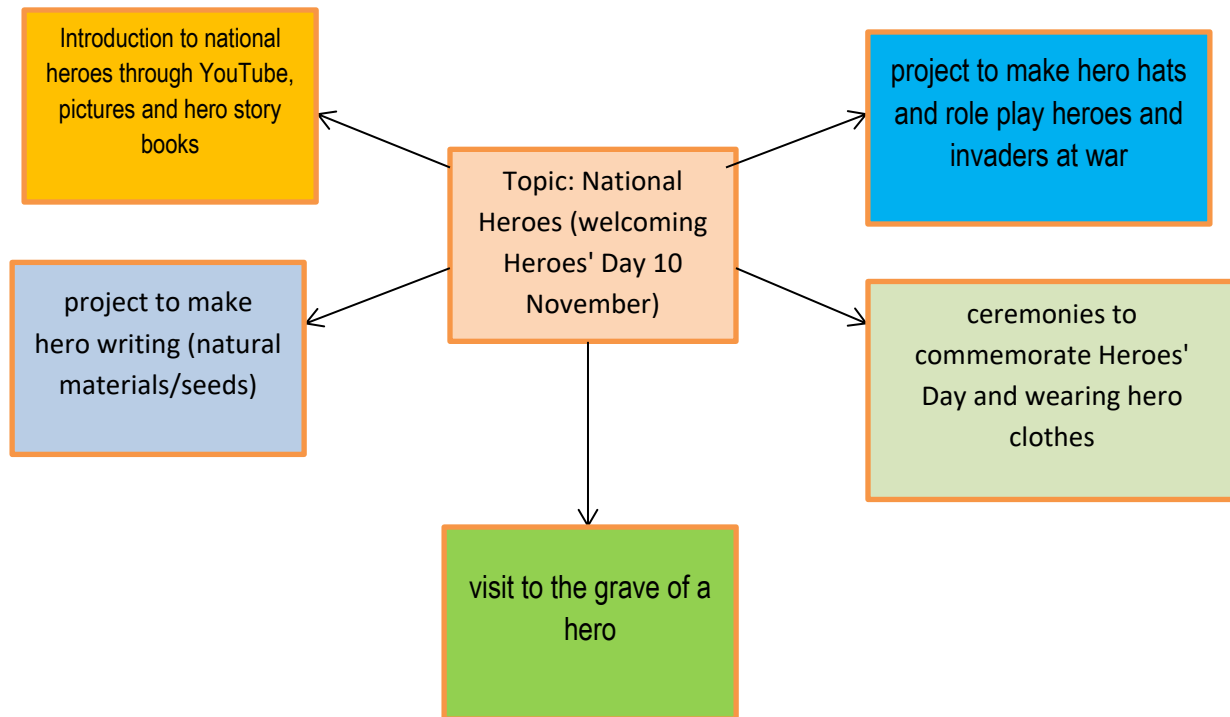 Introduction to national
heroes through YouTube,
pictures and hero story
books
project to make hero hats
and role play heroes and
invaders at war
Topic: National
Heroes (welcoming
Heroes' Day 10
November)
project to make
hero writing (natural
materials/seeds)
ceremonies to
commemorate Heroes'
Day and wearing hero
clothes
visit to the grave of a
hero